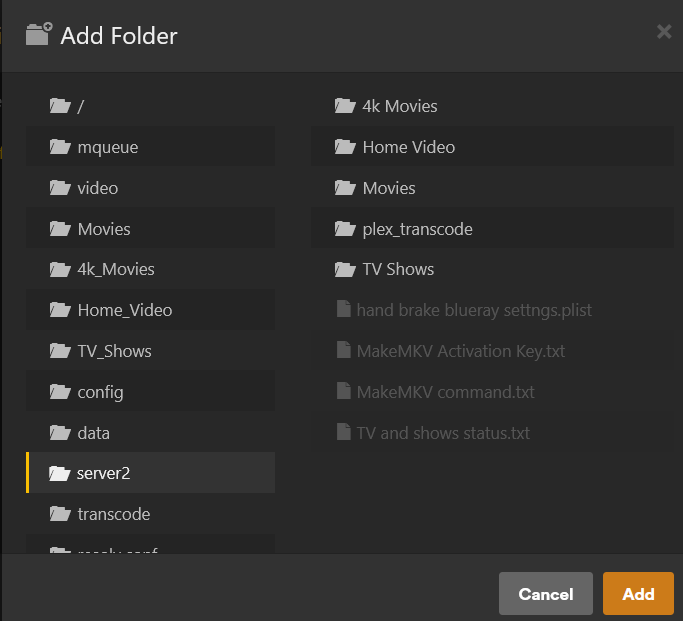 Add Folder
/
mqueue
video
Movies
4k_Movies
Home_Video
TV_Shows
config
data
server2
transcode
4k Movies
Home Video
Movies
plex_transcode
TV Shows
hand brake blueray settngs.plist
MakeMKV Activation Key.txt
MakeMKV command.txt
TV and shows status.txt
Cancel
Add